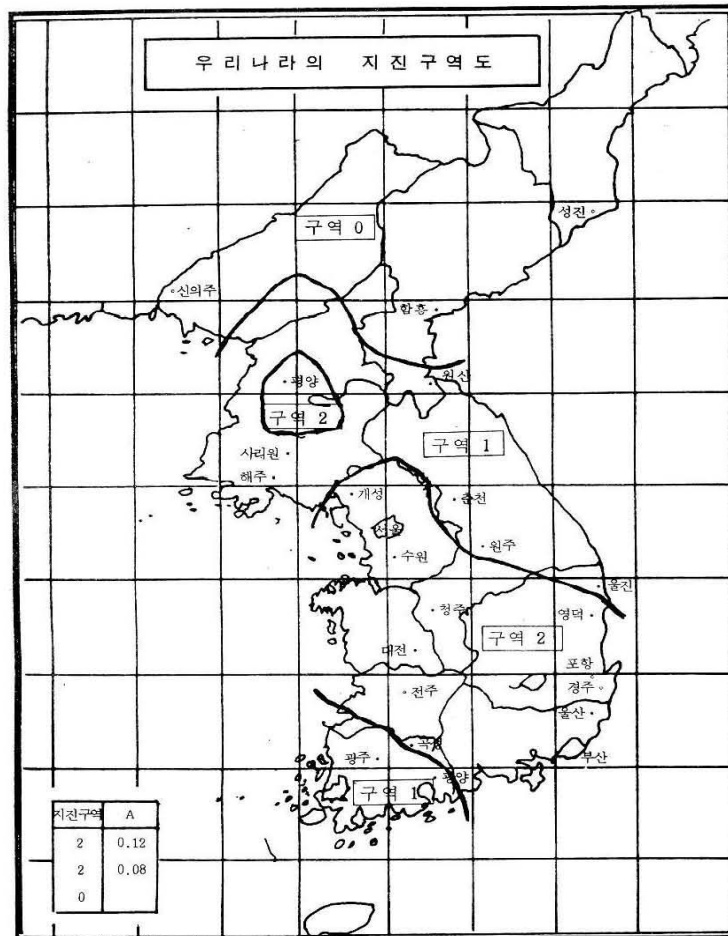 우리나라의 지진구역도
성진
구역 0
신의주
함흥
원산
평양
구역 2
구역 1
사리원
해주
개성
춘천
서울
원주
수원
울진
청주
영덕
구역 2
대전
포항
전주
경주
울산
곡성
광주
부산
광양
구역 1
지진구역 A
2 0.12
2 0.08
0